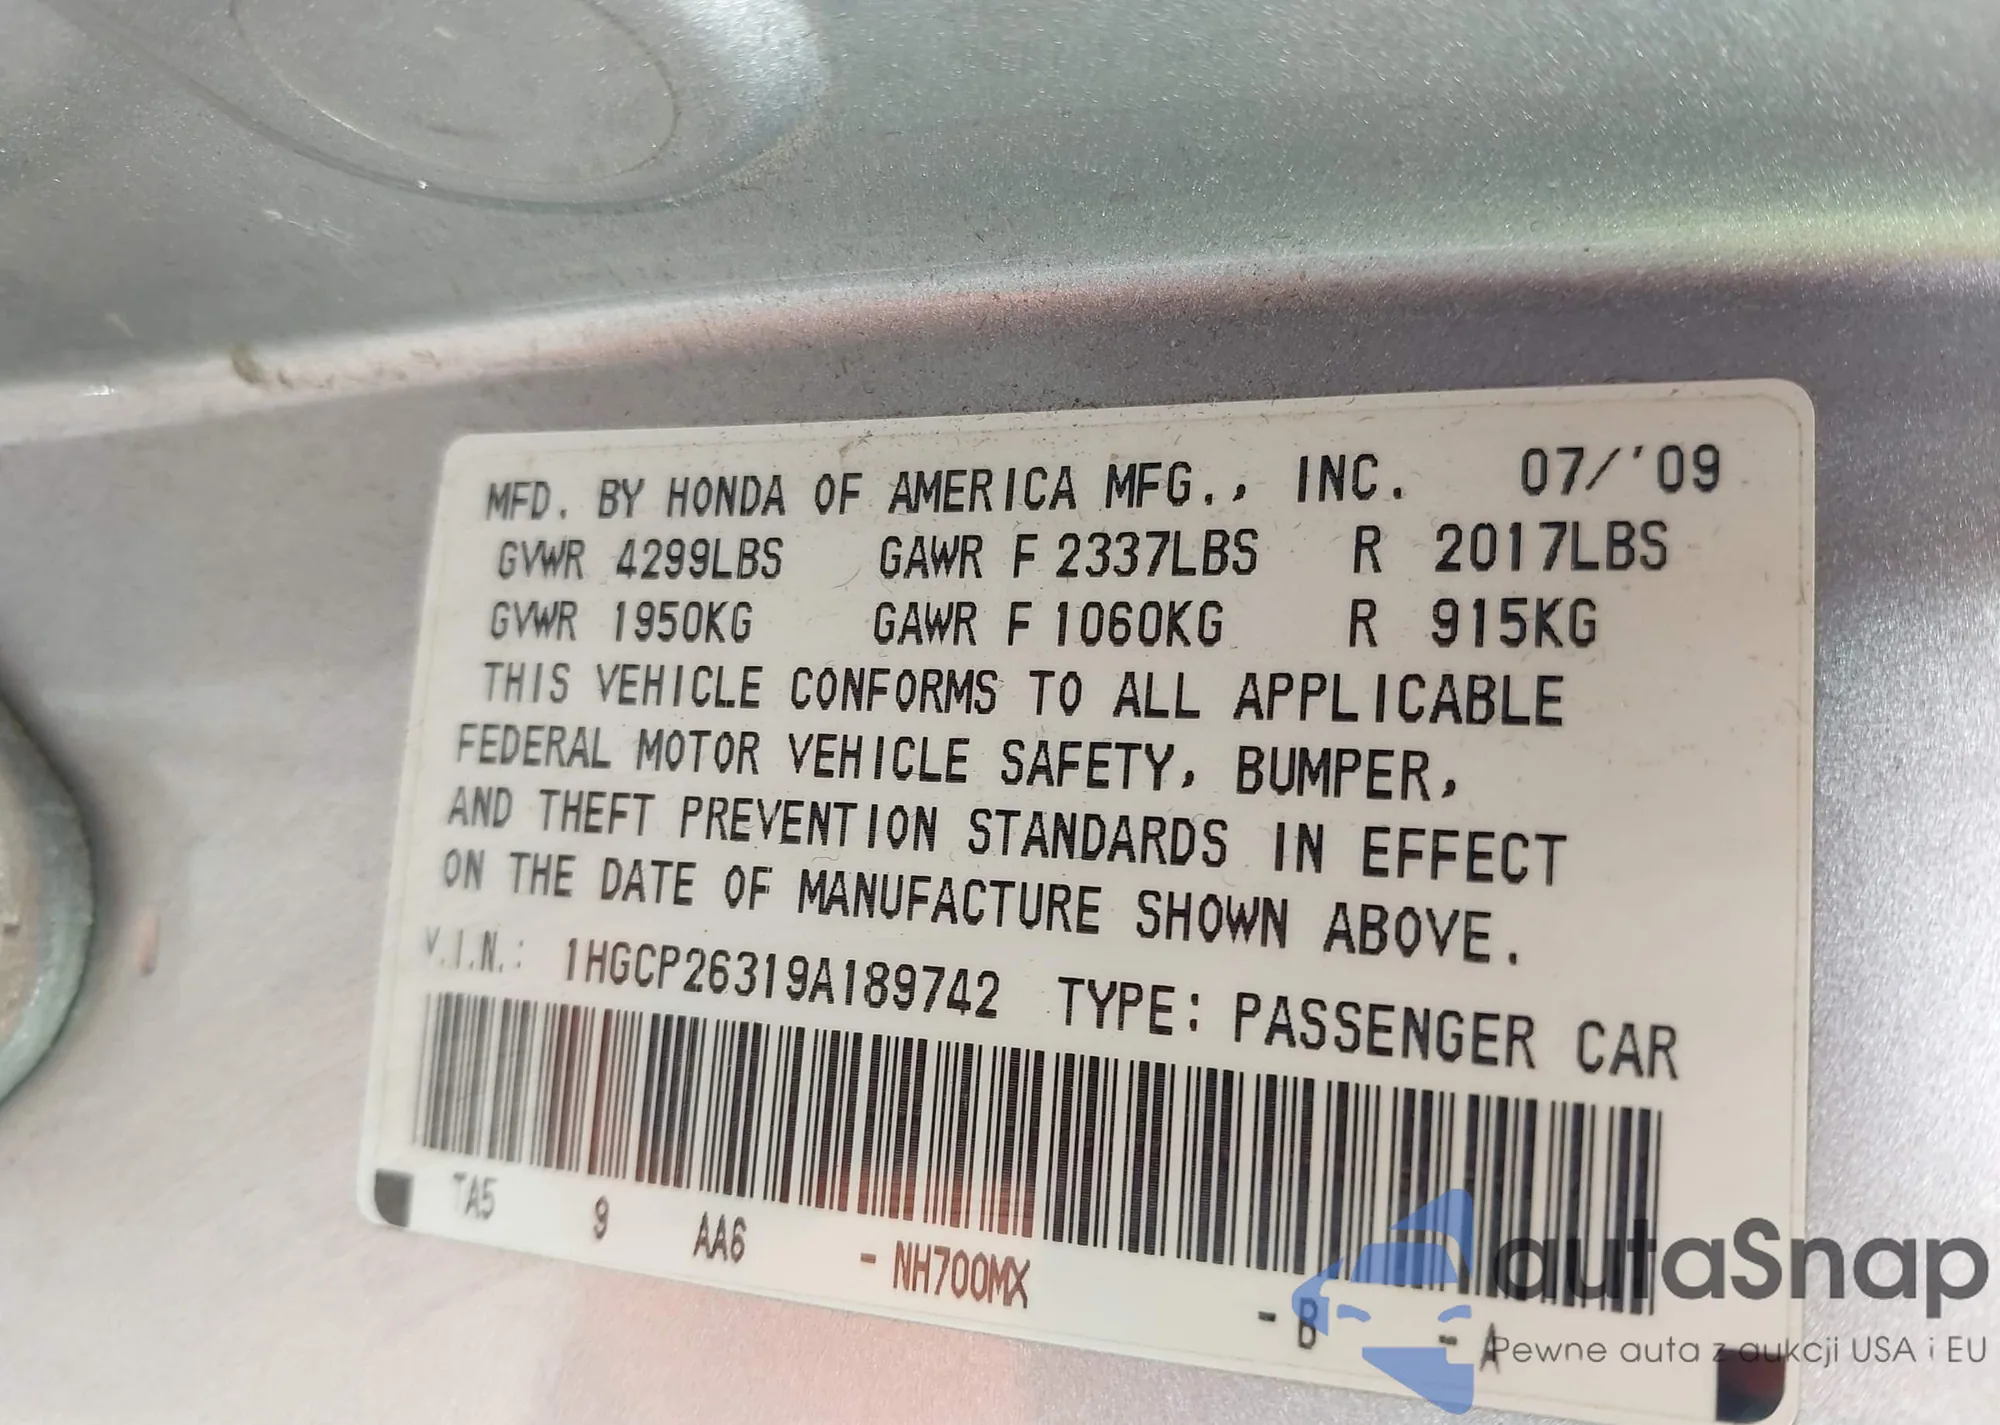 MFD. BY HONDA OF AMERICA MFG., INC. 07/'09
GVWR 4299LBS GAWR F 2337LBS R 2017LBS
GVWR 1950KG GAWR F 1060KG R 915KG
THIS VEHICLE CONFORMS TO ALL APPLICABLE
FEDERAL MOTOR VEHICLE SAFETY, BUMPER,
AND THEFT PREVENTION STANDARDS IN EFFECT
ON THE DATE OF MANUFACTURE SHOWN ABOVE.
V.I.N.: 1HGCP26319A189742 TYPE: PASSENGER CAR
TA5 9 AA6 - NH700MX - B - A
autaSnap
Pewne auta z aukcji USA i EU